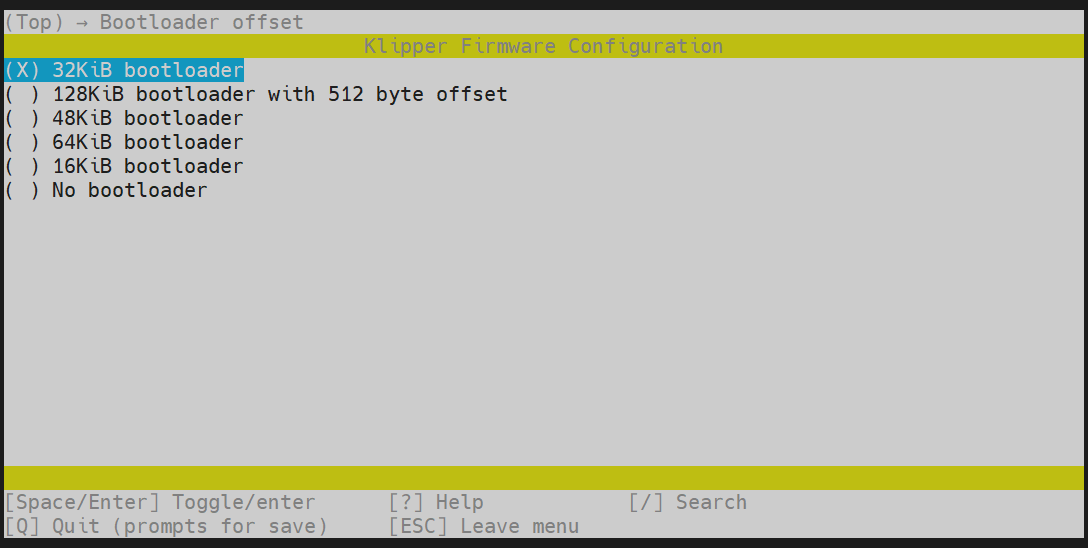 (Top) → Bootloader offset
Klipper Firmware Configuration
(X) 32KiB bootloader
( ) 128KiB bootloader with 512 byte offset
( ) 48KiB bootloader
( ) 64KiB bootloader
( ) 16KiB bootloader
( ) No bootloader
[Space/Enter] Toggle/enter [?] Help [/] Search
[Q] Quit (prompts for save) [ESC] Leave menu